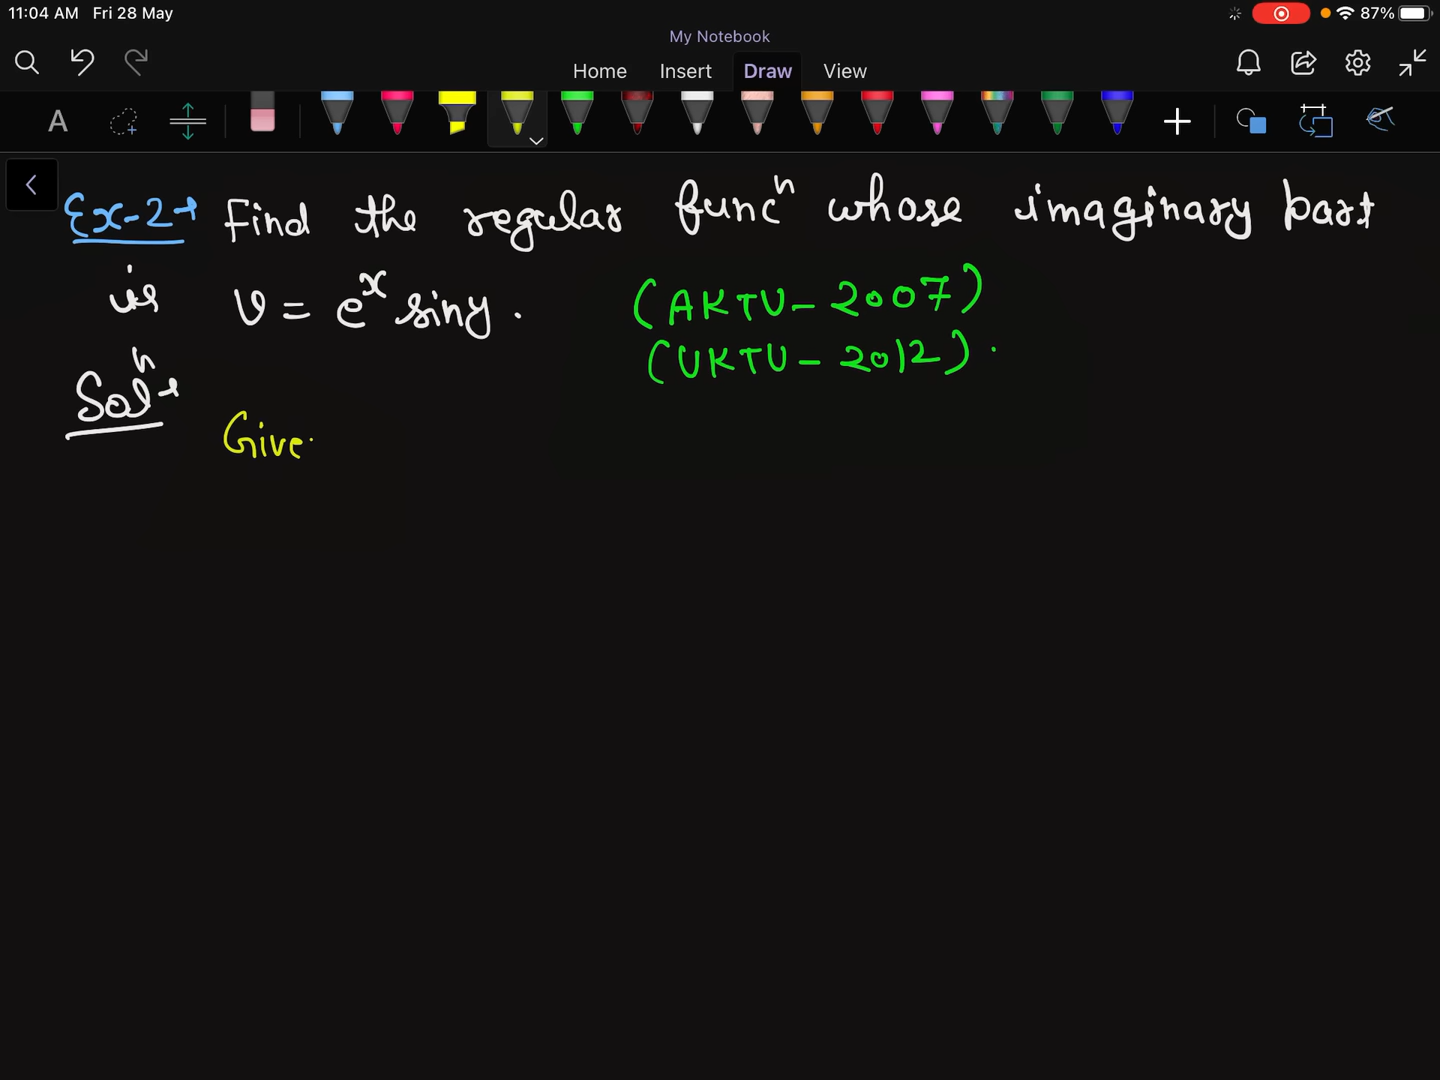 11:04 AM Fri 28 May
87%
My Notebook
Home Insert Draw View
A
Ex-2→ Find the regular funcⁿ whose imaginary part
is v = eˣ siny. (AKTU-2007)
(UKTU-2012).
Solⁿ→
Give